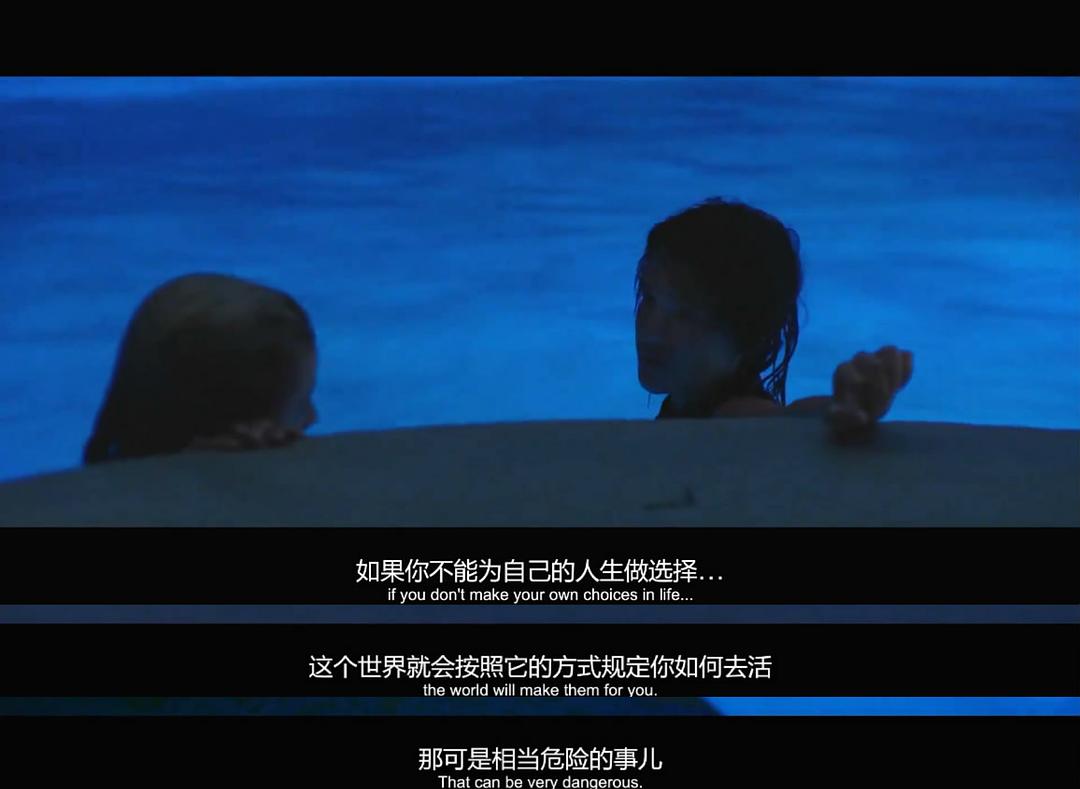 如果你不能为自己的人生做选择...
if you don't make your own choices in life...
这个世界就会按照它的方式规定你如何去活
the world will make them for you.
那可是相当危险的事儿
That can be very dangerous.